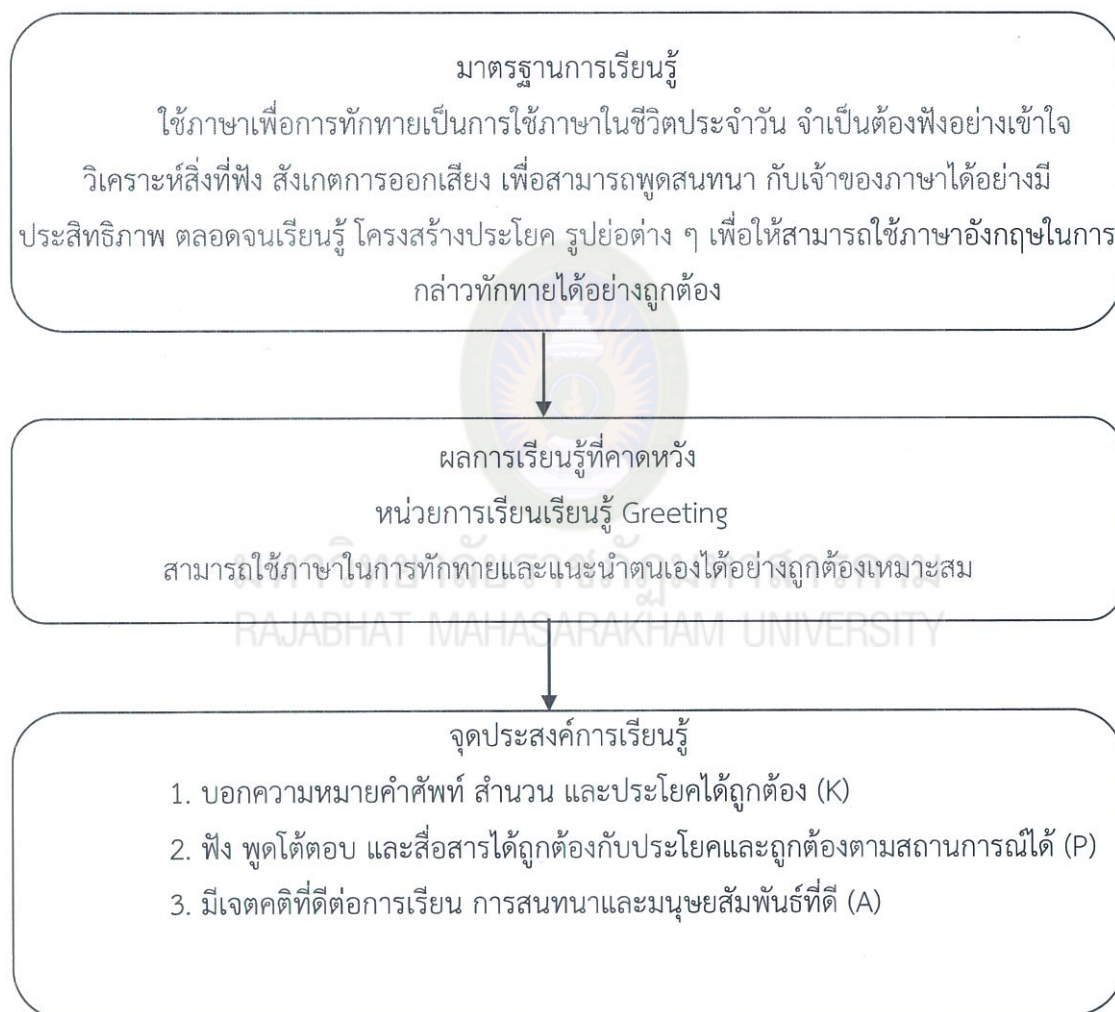 มาตรฐานการเรียนรู้
ใช้ภาษาเพื่อการทักทายเป็นการใช้ภาษาในชีวิตประจำวัน จำเป็นต้องฟังอย่างเข้าใจ
วิเคราะห์สิ่งที่ฟัง สังเกตการออกเสียง เพื่อสามารถพูดสนทนา กับเจ้าของภาษาได้อย่างมี
ประสิทธิภาพ ตลอดจนเรียนรู้ โครงสร้างประโยค รูปย่อต่าง ๆ เพื่อให้สามารถใช้ภาษาอังกฤษในการ
กล่าวทักทายได้อย่างถูกต้อง
ผลการเรียนรู้ที่คาดหวัง
หน่วยการเรียนเรียนรู้ Greeting
สามารถใช้ภาษาในการทักทายและแนะนำตนเองได้อย่างถูกต้องเหมาะสม
มหาวิทยาลัยราชภัฏมหาสารคาม
RAJABHAT MAHASARAKHAM UNIVERSITY
จุดประสงค์การเรียนรู้
1. บอกความหมายคำศัพท์ สำนวน และประโยคได้ถูกต้อง (K)
2. ฟัง พูดโต้ตอบ และสื่อสารได้ถูกต้องกับประโยคและถูกต้องตามสถานการณ์ได้ (P)
3. มีเจตคติที่ดีต่อการเรียน การสนทนาและมนุษยสัมพันธ์ที่ดี (A)